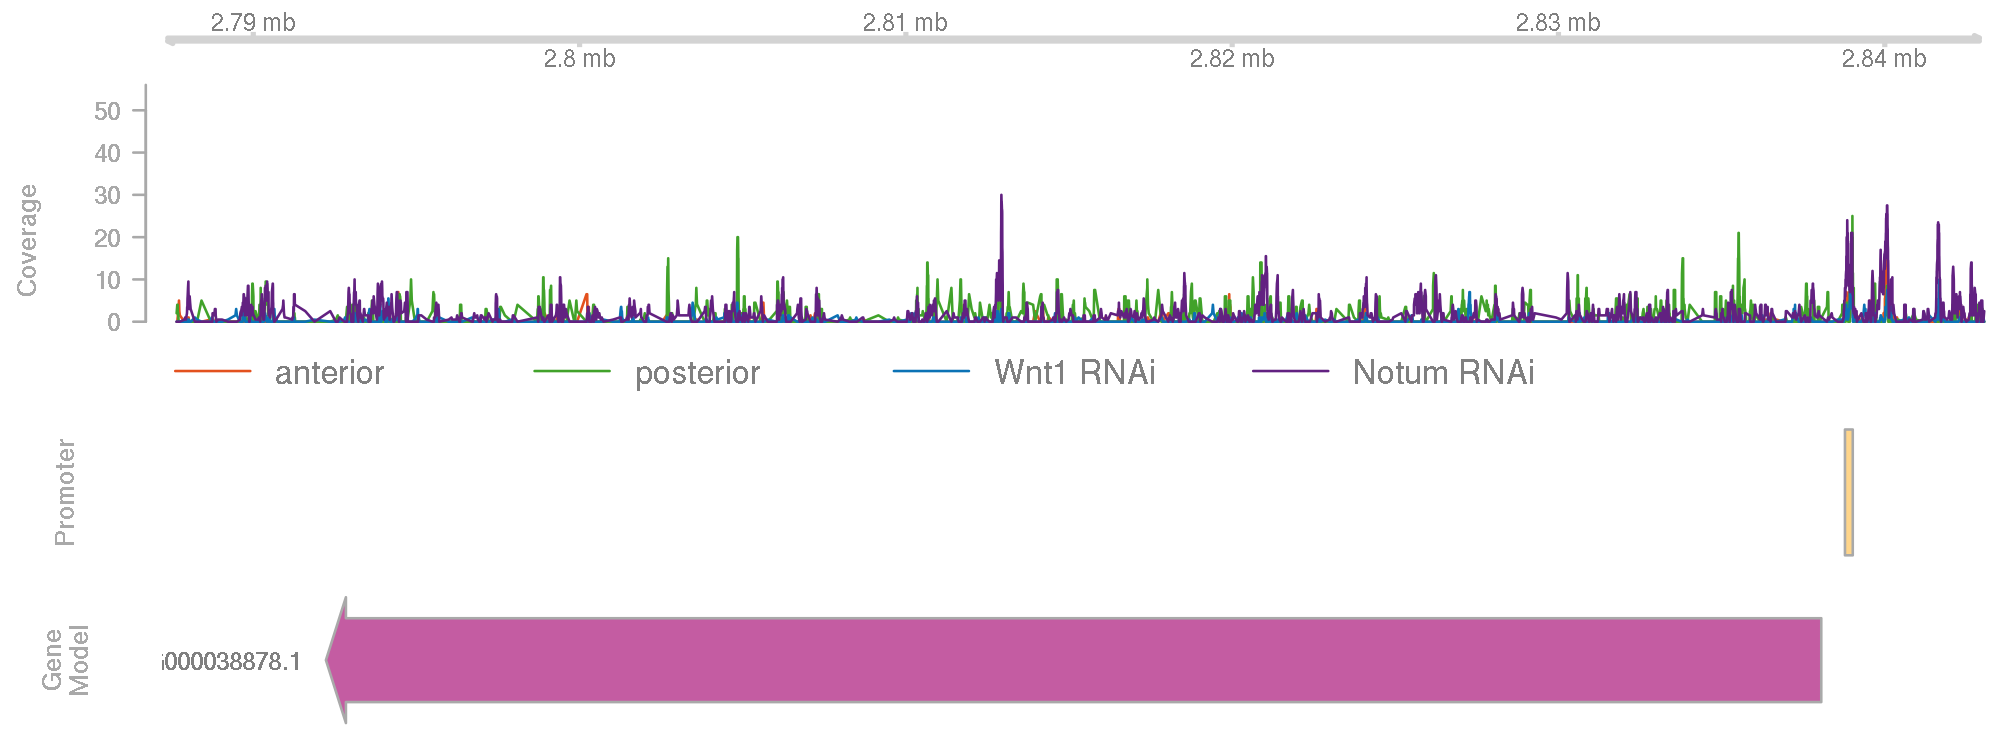 2.79 mb
2.81 mb
2.83 mb
2.8 mb
2.82 mb
2.84 mb
Coverage
50
40
30
20
10
0
anterior
posterior
Wnt1 RNAi
Notum RNAi
Promoter
Gene
Model
i000038878.1